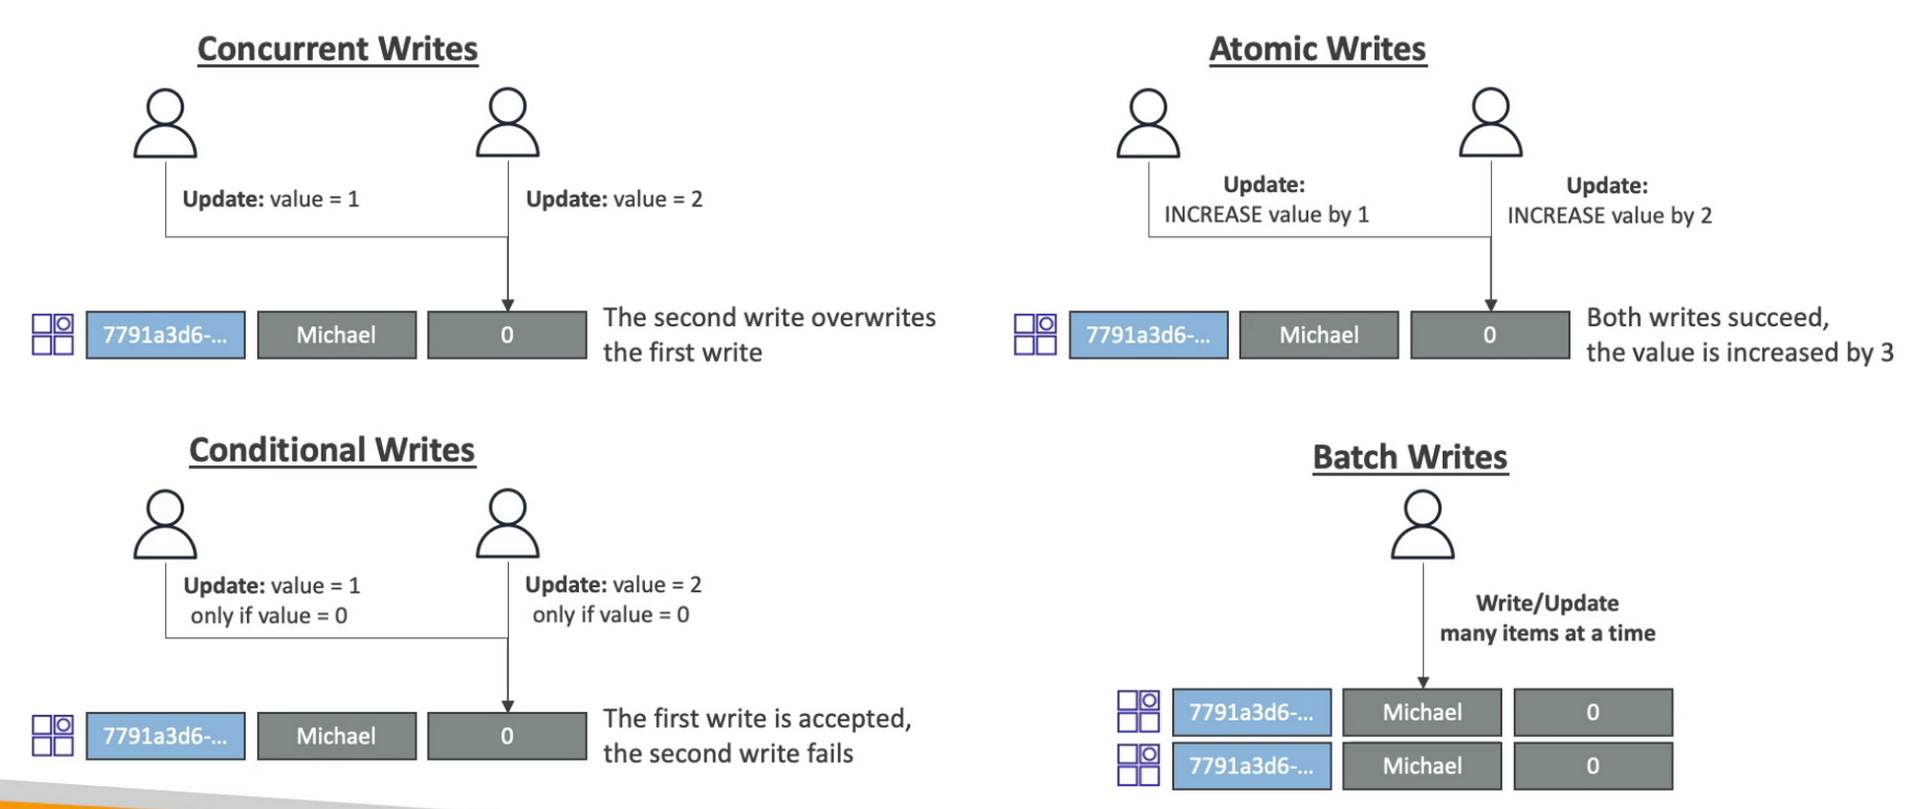 Concurrent Writes
Update: value = 1
Update: value = 2
7791a3d6-...
Michael
0
The second write overwrites
the first write
Atomic Writes
Update:
INCREASE value by 1
Update:
INCREASE value by 2
7791a3d6-...
Michael
0
Both writes succeed,
the value is increased by 3
Conditional Writes
Update: value = 1
only if value = 0
Update: value = 2
only if value = 0
7791a3d6-...
Michael
0
The first write is accepted,
the second write fails
Batch Writes
Write/Update
many items at a time
7791a3d6-...
Michael
0
7791a3d6-...
Michael
0